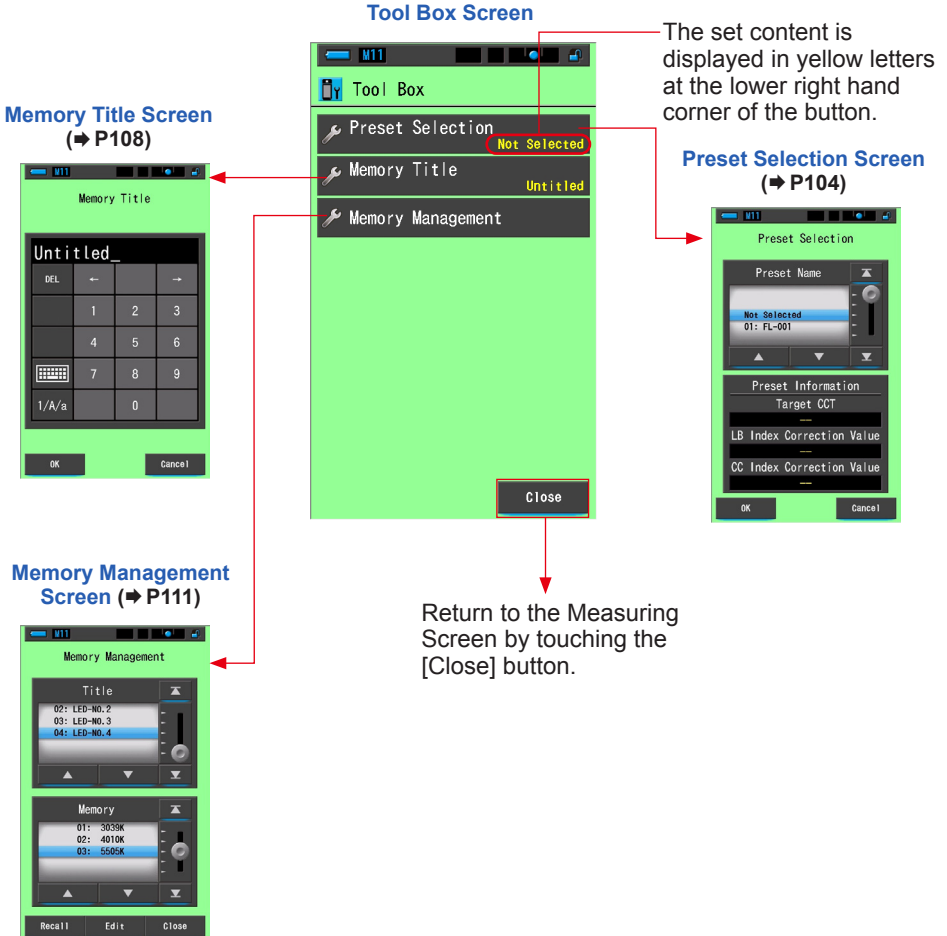 Tool Box Screen
M11
Tool Box
Preset Selection
Not Selected
Memory Title
Untitled
Memory Management
Close
The set content is
displayed in yellow letters
at the lower right hand
corner of the button.
Memory Title Screen
(➡ P108)
M11
Memory Title
Untitled_
DEL ← →
1 2 3
4 5 6
7 8 9
1/A/a 0
OK Cancel
Preset Selection Screen
(➡ P104)
M11
Preset Selection
Preset Name
Not Selected
01: FL-001
▲ ▼
Preset Information
Target CCT
--
LB Index Correction Value
--
CC Index Correction Value
--
OK Cancel
Return to the Measuring
Screen by touching the
[Close] button.
Memory Management
Screen (➡ P111)
M11
Memory Management
Title
02: LED-NO.2
03: LED-NO.3
04: LED-NO.4
▲ ▼
Memory
01: 3039K
02: 4010K
03: 5505K
▲ ▼
Recall Edit Close